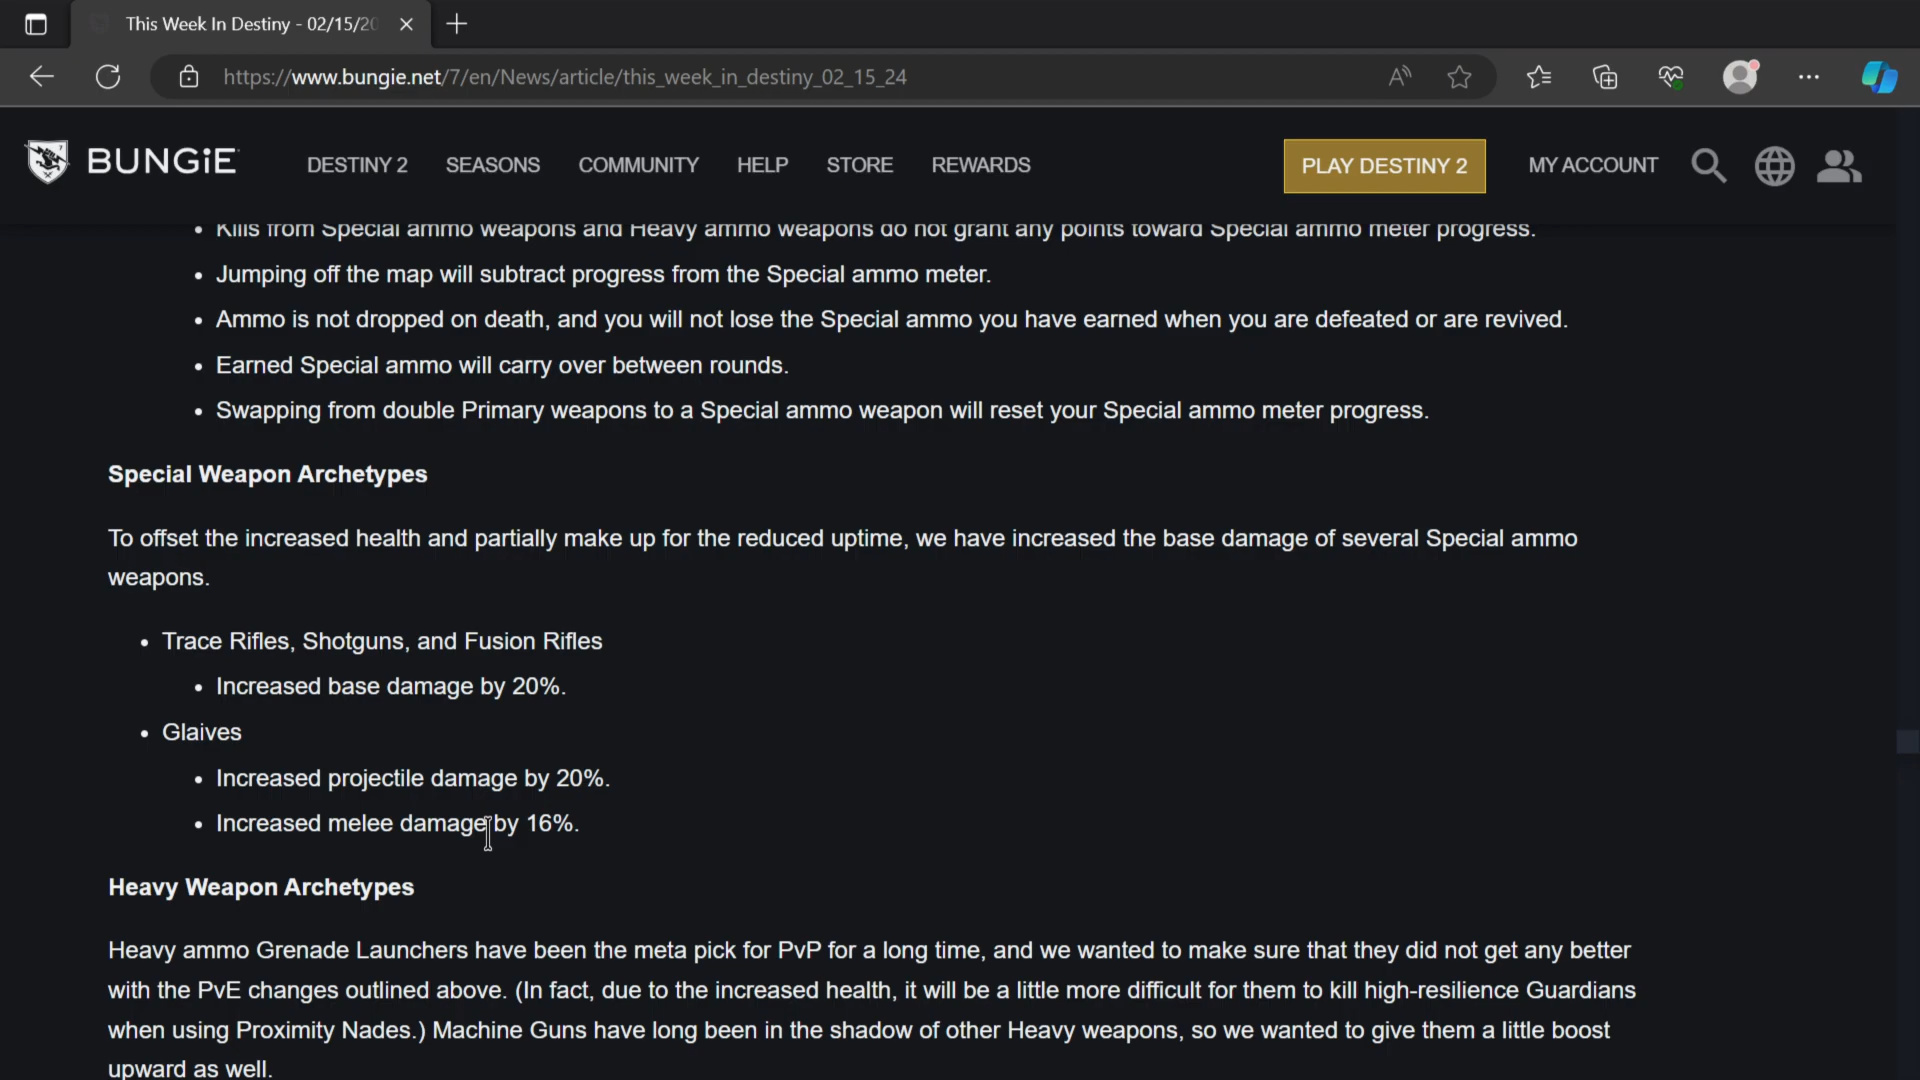 This Week In Destiny - 02/15/20
https://www.bungie.net/7/en/News/article/this_week_in_destiny_02_15_24
BUNGiE
DESTINY 2 SEASONS COMMUNITY HELP STORE REWARDS
PLAY DESTINY 2
MY ACCOUNT
• Kills from Special ammo weapons and Heavy ammo weapons do not grant any points toward Special ammo meter progress.
• Jumping off the map will subtract progress from the Special ammo meter.
• Ammo is not dropped on death, and you will not lose the Special ammo you have earned when you are defeated or are revived.
• Earned Special ammo will carry over between rounds.
• Swapping from double Primary weapons to a Special ammo weapon will reset your Special ammo meter progress.
Special Weapon Archetypes
To offset the increased health and partially make up for the reduced uptime, we have increased the base damage of several Special ammo
weapons.
• Trace Rifles, Shotguns, and Fusion Rifles
• Increased base damage by 20%.
• Glaives
• Increased projectile damage by 20%.
• Increased melee damage by 16%.
Heavy Weapon Archetypes
Heavy ammo Grenade Launchers have been the meta pick for PvP for a long time, and we wanted to make sure that they did not get any better
with the PvE changes outlined above. (In fact, due to the increased health, it will be a little more difficult for them to kill high-resilience Guardians
when using Proximity Nades.) Machine Guns have long been in the shadow of other Heavy weapons, so we wanted to give them a little boost
upward as well.